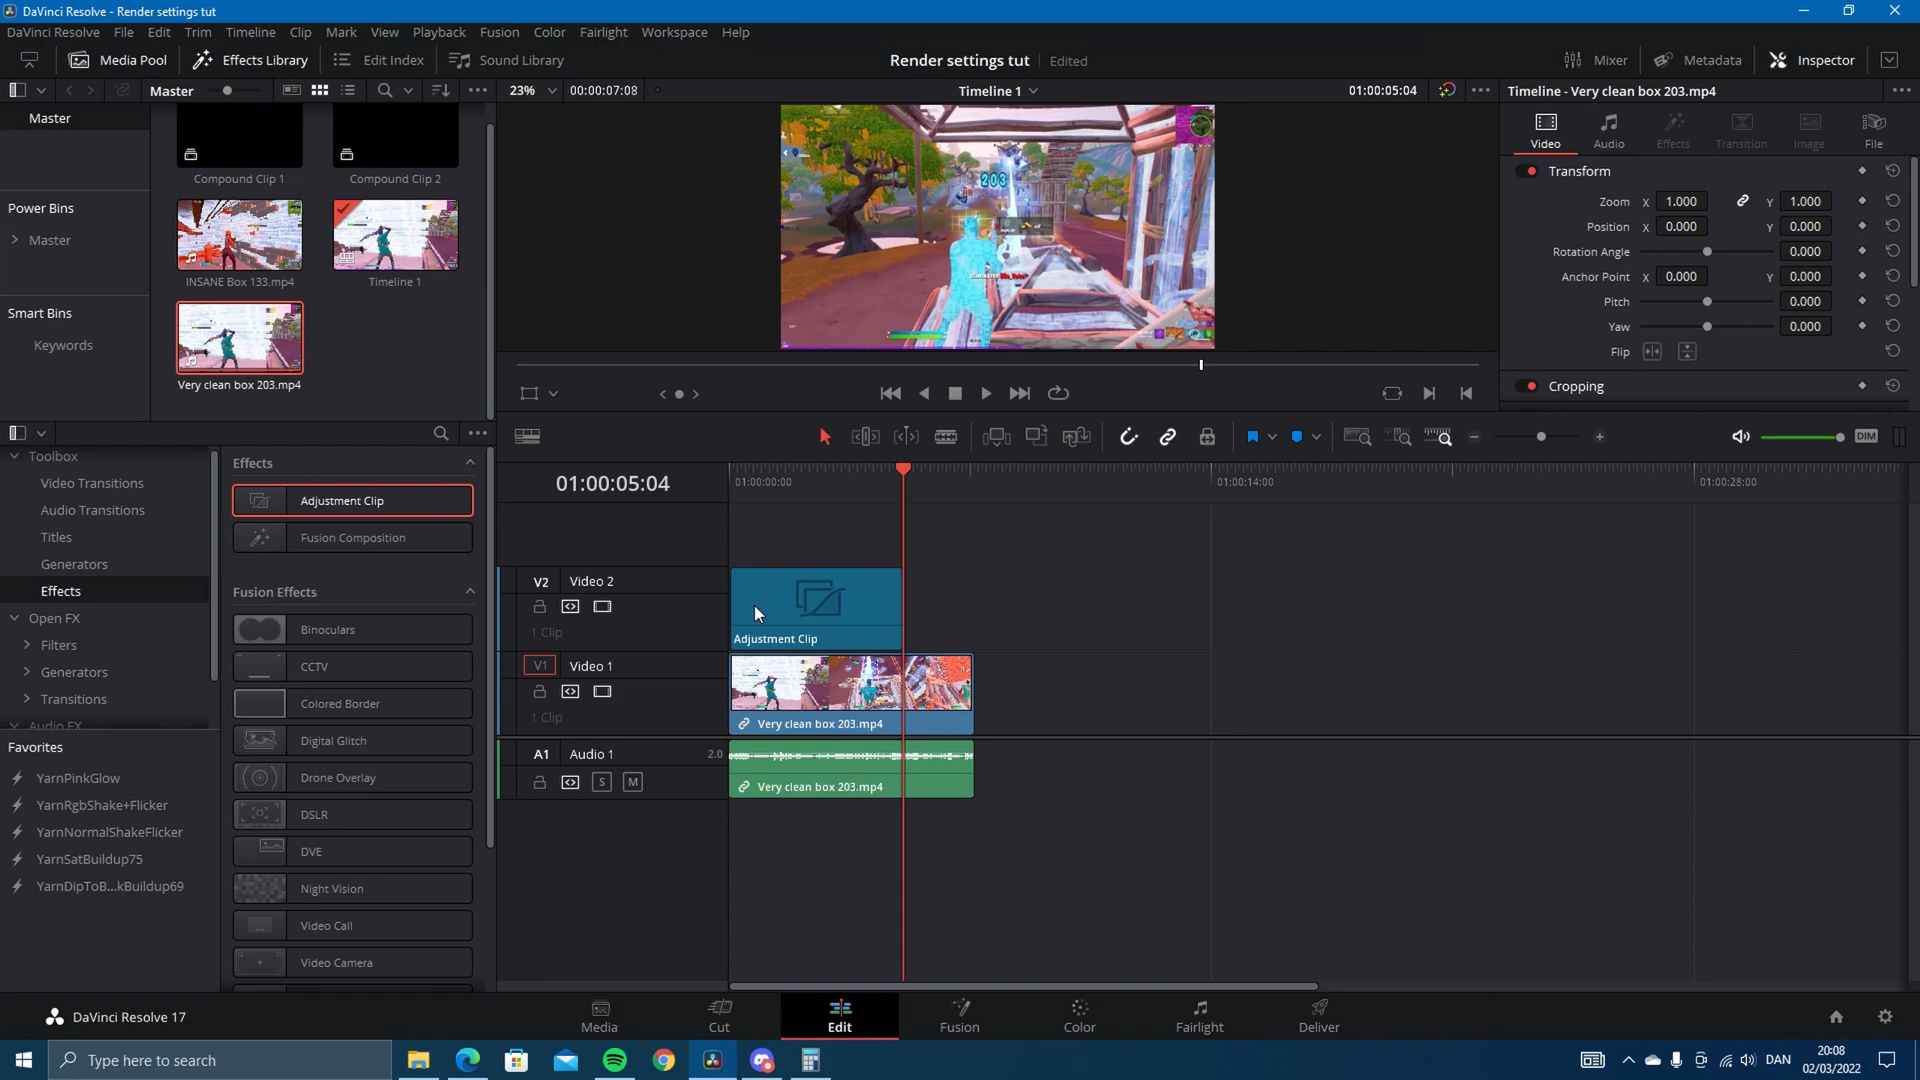 DaVinci Resolve - Render settings tut
DaVinci Resolve File Edit Trim Timeline Clip Mark View Playback Fusion Color Fairlight Workspace Help
Media Pool Effects Library Edit Index Sound Library Render settings tut Edited Mixer Metadata Inspector
Master 23% 00:00:07:08 Timeline 1 01:00:05:04 Timeline - Very clean box 203.mp4
Master
Video Audio Effects Transition Image File
Compound Clip 1 Compound Clip 2
Transform
Power Bins
Master
Zoom X 1.000 Y 1.000
Position X 0.000 Y 0.000
Rotation Angle 0.000
Anchor Point X 0.000 Y 0.000
INSANE Box 133.mp4 Timeline 1
Pitch 0.000
Smart Bins
Yaw 0.000
Keywords
Flip
203
Very clean box 203.mp4
Cropping
DIM
Toolbox
Video Transitions
Audio Transitions
Titles
Generators
Effects
Open FX
Filters
Generators
Transitions
Audio FX
Effects
Adjustment Clip
Fusion Composition
Fusion Effects
Binoculars
CCTV
Colored Border
Digital Glitch
Drone Overlay
DSLR
DVE
Night Vision
Video Call
Video Camera
Favorites
YarnPinkGlow
YarnRgbShake+Flicker
YarnNormalShakeFlicker
YarnSatBuildup75
YarnDipToB...kBuildup69
01:00:05:04 01:00:00:00 01:00:14:00 01:00:28:00
V2 Video 2
1 Clip
Adjustment Clip
V1 Video 1
1 Clip
Very clean box 203.mp4
A1 Audio 1 2.0
S M
Very clean box 203.mp4
DaVinci Resolve 17
Media Cut Edit Fusion Color Fairlight Deliver
Type here to search
DAN
20:08
02/03/2022